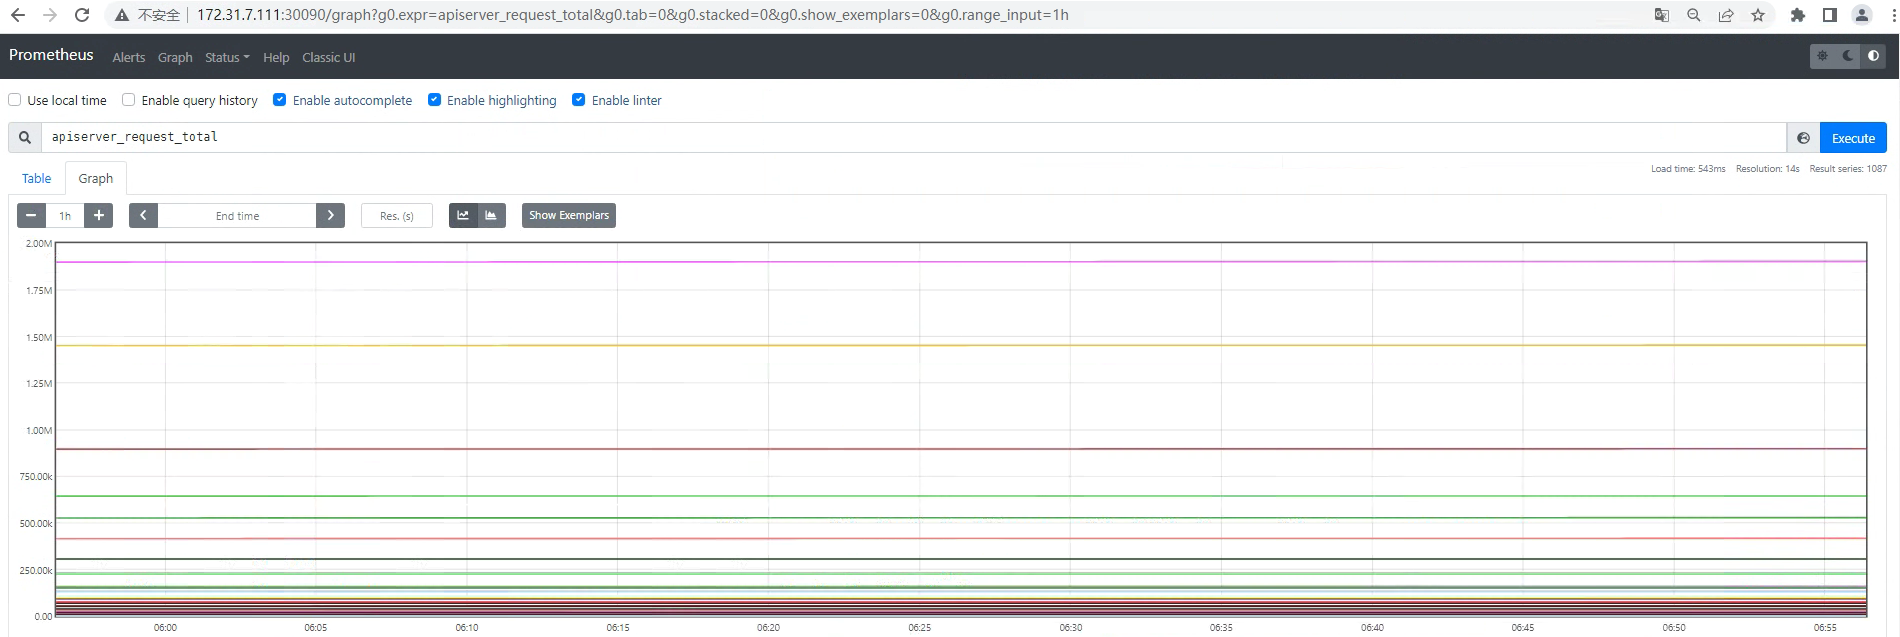 不安全 172.31.7.111:30090/graph?g0.expr=apiserver_request_total&g0.tab=0&g0.stacked=0&g0.show_exemplars=0&g0.range_input=1h
Prometheus Alerts Graph Status Help Classic UI
Use local time Enable query history Enable autocomplete Enable highlighting Enable linter
apiserver_request_total Execute
Load time: 543ms Resolution: 14s Result series: 1087
Table Graph
1h End time Res. (s) Show Exemplars
2.00M
1.75M
1.50M
1.25M
1.00M
750.00k
500.00k
250.00k
0.00
06:00 06:05 06:10 06:15 06:20 06:25 06:30 06:35 06:40 06:45 06:50 06:55